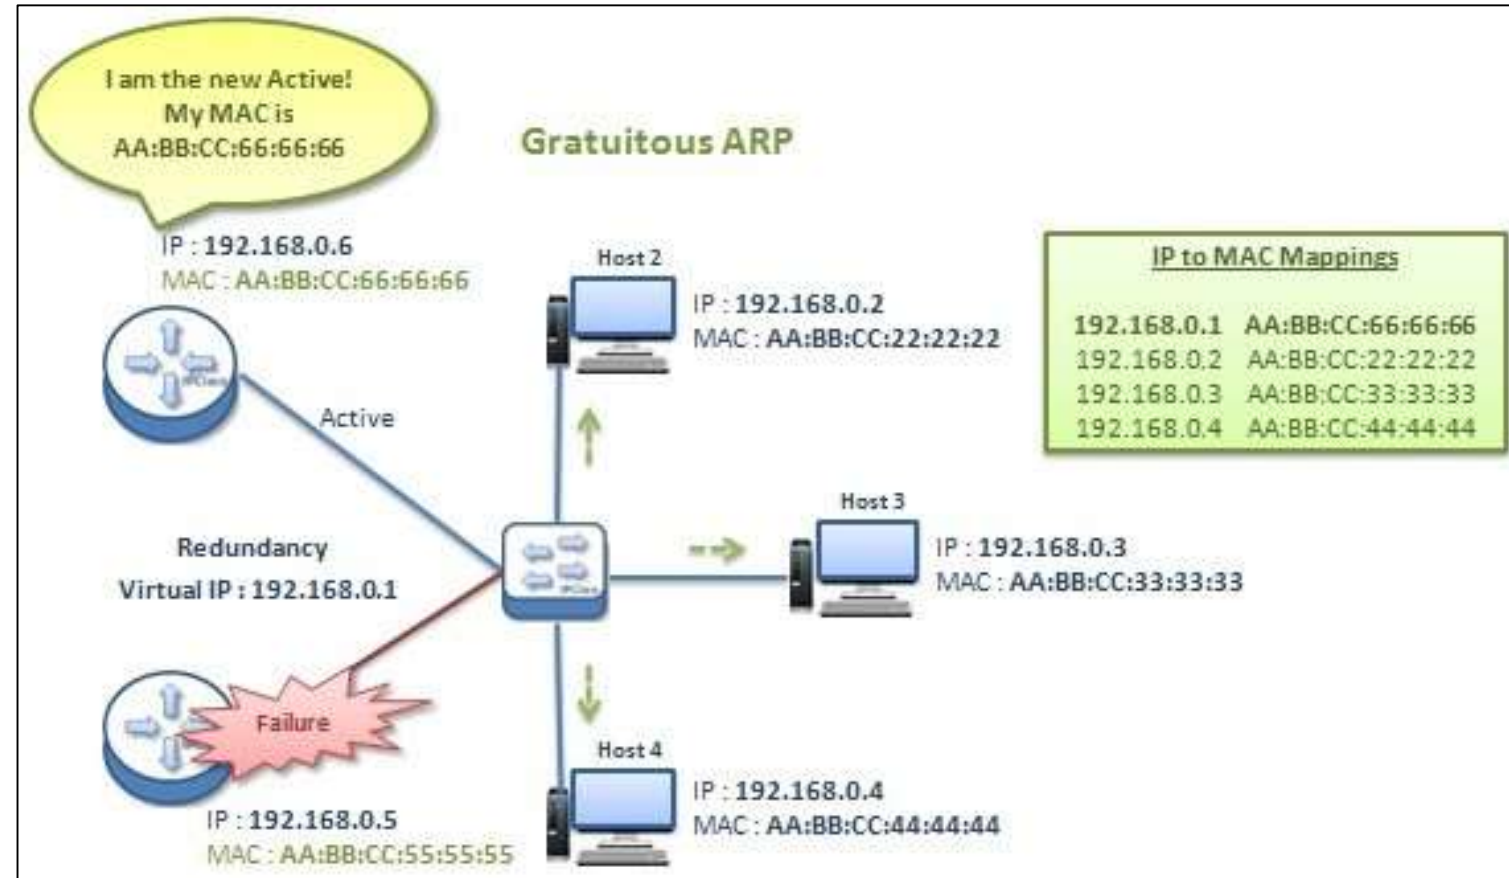 I am the new Active!
My MAC is
AA:BB:CC:66:66:66
Gratuitous ARP
IP : 192.168.0.6
MAC : AA:BB:CC:66:66:66
Host 2
IP : 192.168.0.2
MAC : AA:BB:CC:22:22:22
IP to MAC Mappings
192.168.0.1 AA:BB:CC:66:66:66
192.168.0.2 AA:BB:CC:22:22:22
192.168.0.3 AA:BB:CC:33:33:33
192.168.0.4 AA:BB:CC:44:44:44
Active
Host 3
IP : 192.168.0.3
MAC : AA:BB:CC:33:33:33
Redundancy
Virtual IP : 192.168.0.1
Failure
Host 4
IP : 192.168.0.4
MAC : AA:BB:CC:44:44:44
IP : 192.168.0.5
MAC : AA:BB:CC:55:55:55